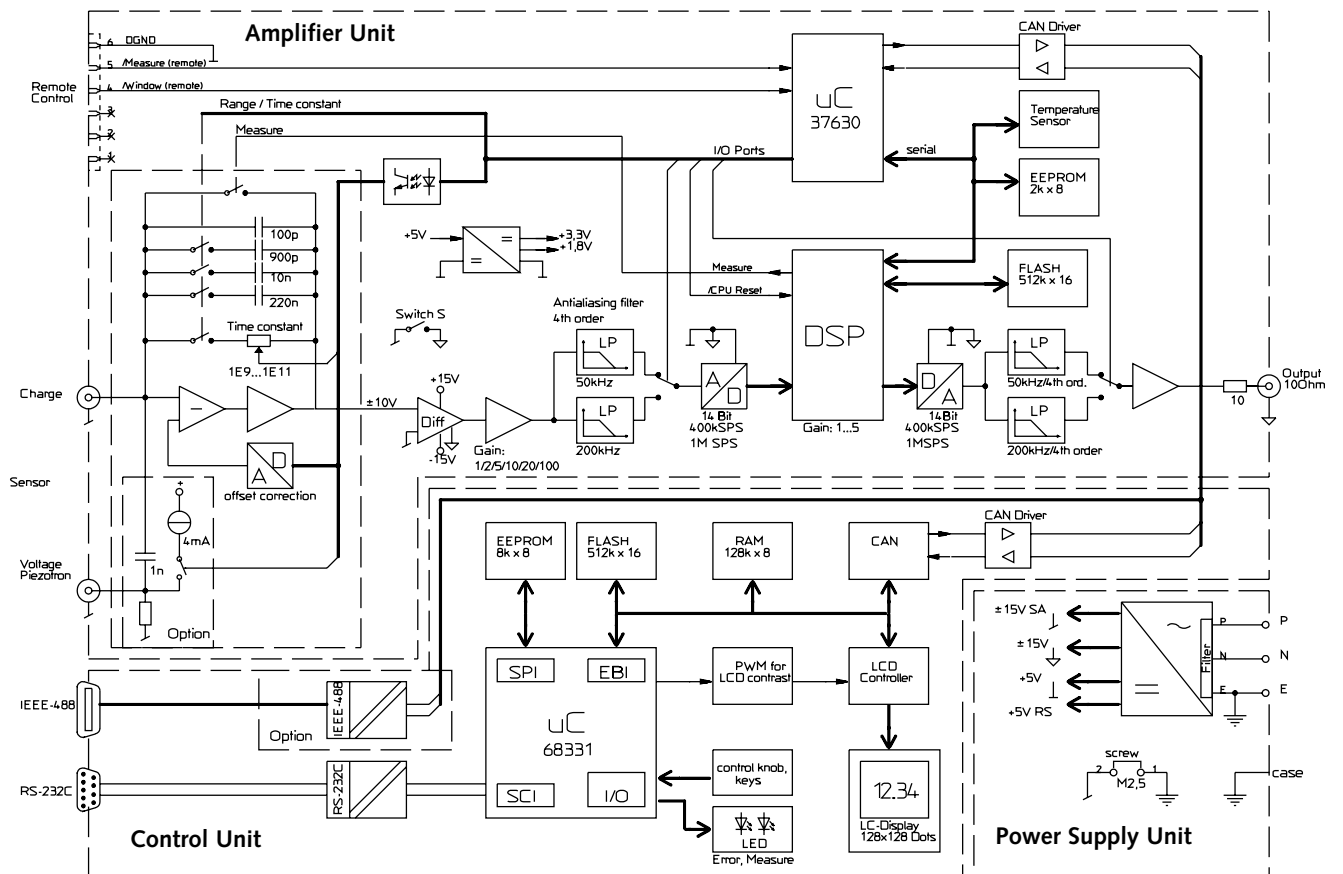 Amplifier Unit
CAN Driver
6 DGND
5 /Measure (remote)
Remote
Control
4 /Window (remote)
3
2
1
Range / Time constant
Measure
I/O Ports
uC
37630
serial
Temperature
Sensor
EEPROM
2k x 8
100p
900p
10n
220n
Time constant
1E9...1E11
+5V
=
=
+3,3V
+1,8V
Switch S
Measure
/CPU Reset
DSP
Gain: 1...5
FLASH
512k x 16
Antialiasing filter
4th order
LP
50kHz
LP
200kHz
A
D
14 Bit
400kSPS
1M SPS
D
A
14Bit
400kSPS
1MSPS
LP
50kHz/4th ord.
LP
200kHz/4th order
10
Output
10Ohm
Charge
−
±10V
+15V
Diff
-15V
Gain:
1/2/5/10/20/100
D
A
offset correction
Sensor
+
4mA
1n
Voltage
Piezotron
Option
EEPROM
8k x 8
FLASH
512k x 16
RAM
128k x 8
CAN
CAN Driver
SPI
EBI
uC
68331
SCI
I/O
PWM for
LCD contrast
LCD
Controller
control knob,
keys
LED
Error, Measure
12.34
LC-Display
128x128 Dots
IEEE-488
IEEE-488
Option
RS-232C
RS-232C
Control Unit
±15V SA
±15V
+5V
+5V RS
~
=
Filter
P
N
E
P
N
E
screw
2
1
M2,5
case
Power Supply Unit